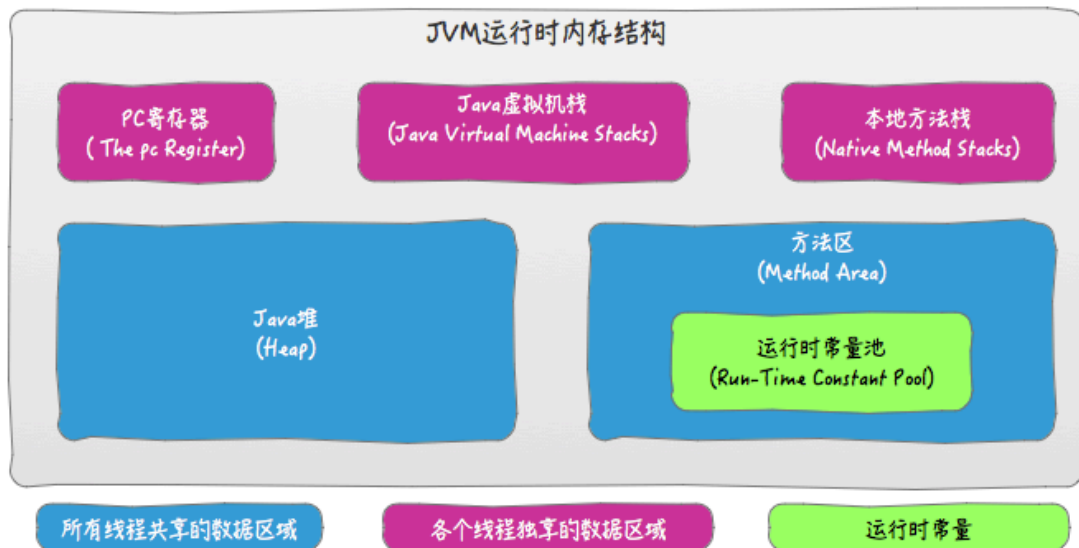 JVM运行时内存结构
PC寄存器
( The pc Register)
Java虚拟机栈
(Java Virtual Machine Stacks)
本地方法栈
(Native Method Stacks)
Java堆
(Heap)
方法区
(Method Area)
运行时常量池
(Run-Time Constant Pool)
所有线程共享的数据区域
各个线程独享的数据区域
运行时常量